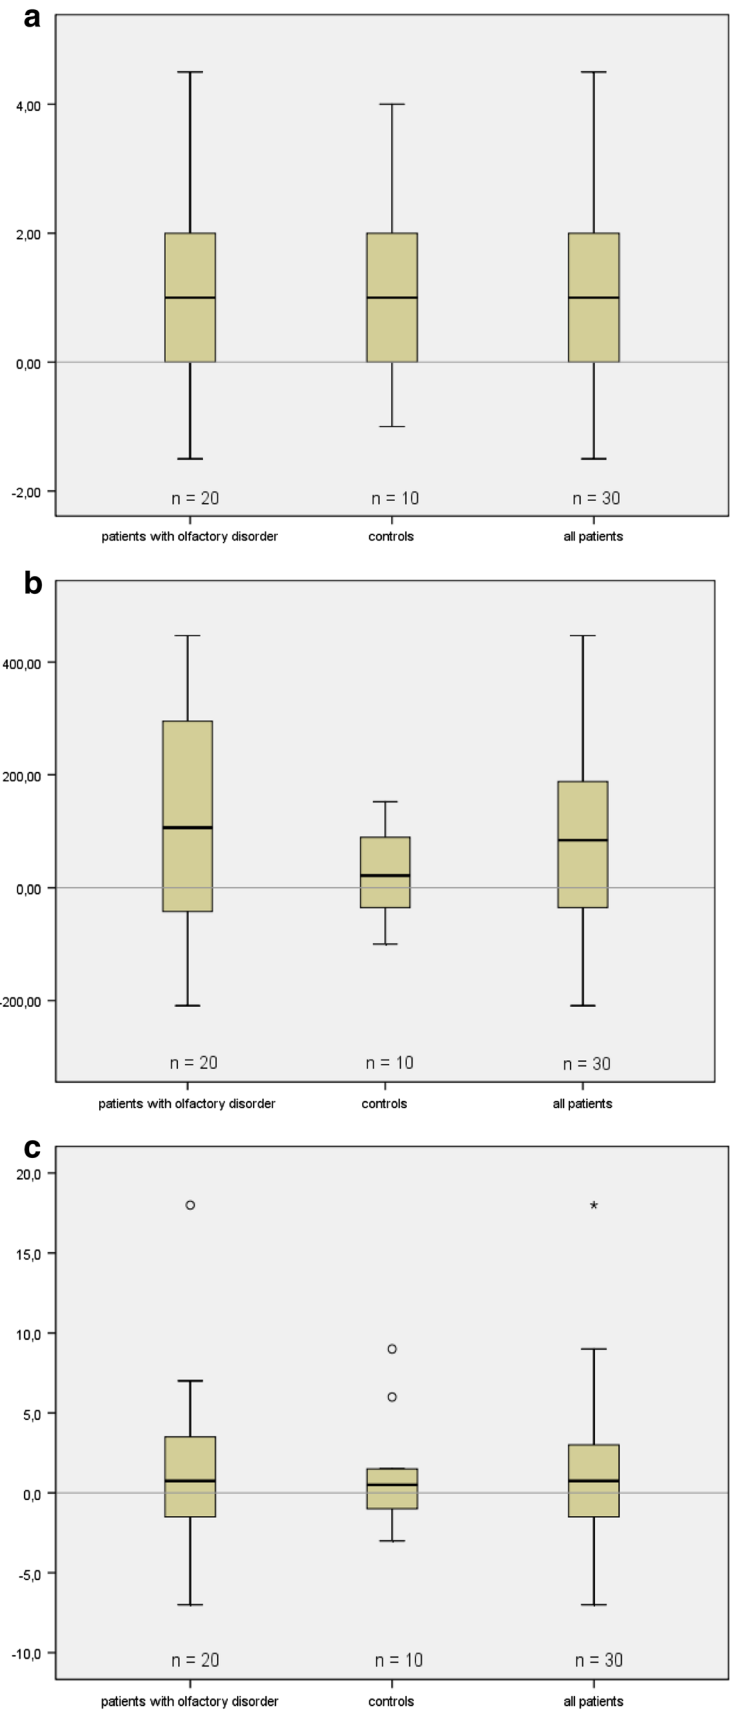 a
4,00
2,00
0,00
-2,00
n = 20 n = 10 n = 30
patients with olfactory disorder controls all patients
b
400,00
200,00
0,00
-200,00
n = 20 n = 10 n = 30
patients with olfactory disorder controls all patients
c
20,0
15,0
10,0
5,0
0,0
-5,0
-10,0
n = 20 n = 10 n = 30
patients with olfactory disorder controls all patients